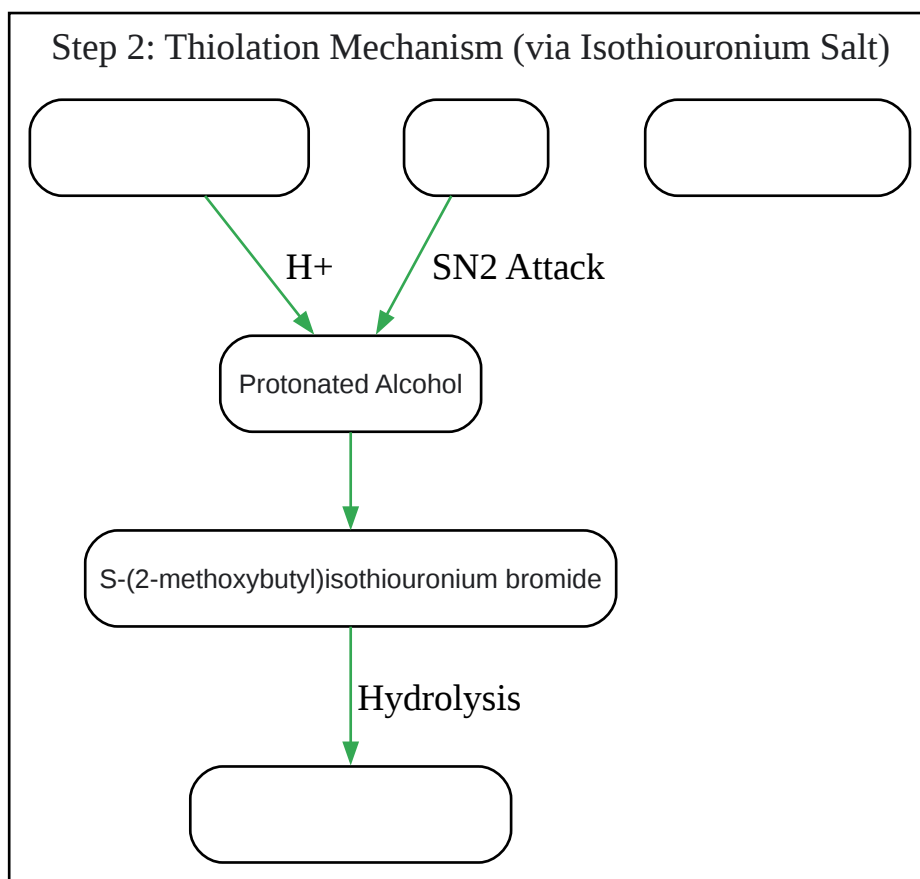 Step 2: Thiolation Mechanism (via Isothiouronium Salt)
H+
SN2 Attack
Protonated Alcohol
S-(2-methoxybutyl)isothiouronium bromide
Hydrolysis